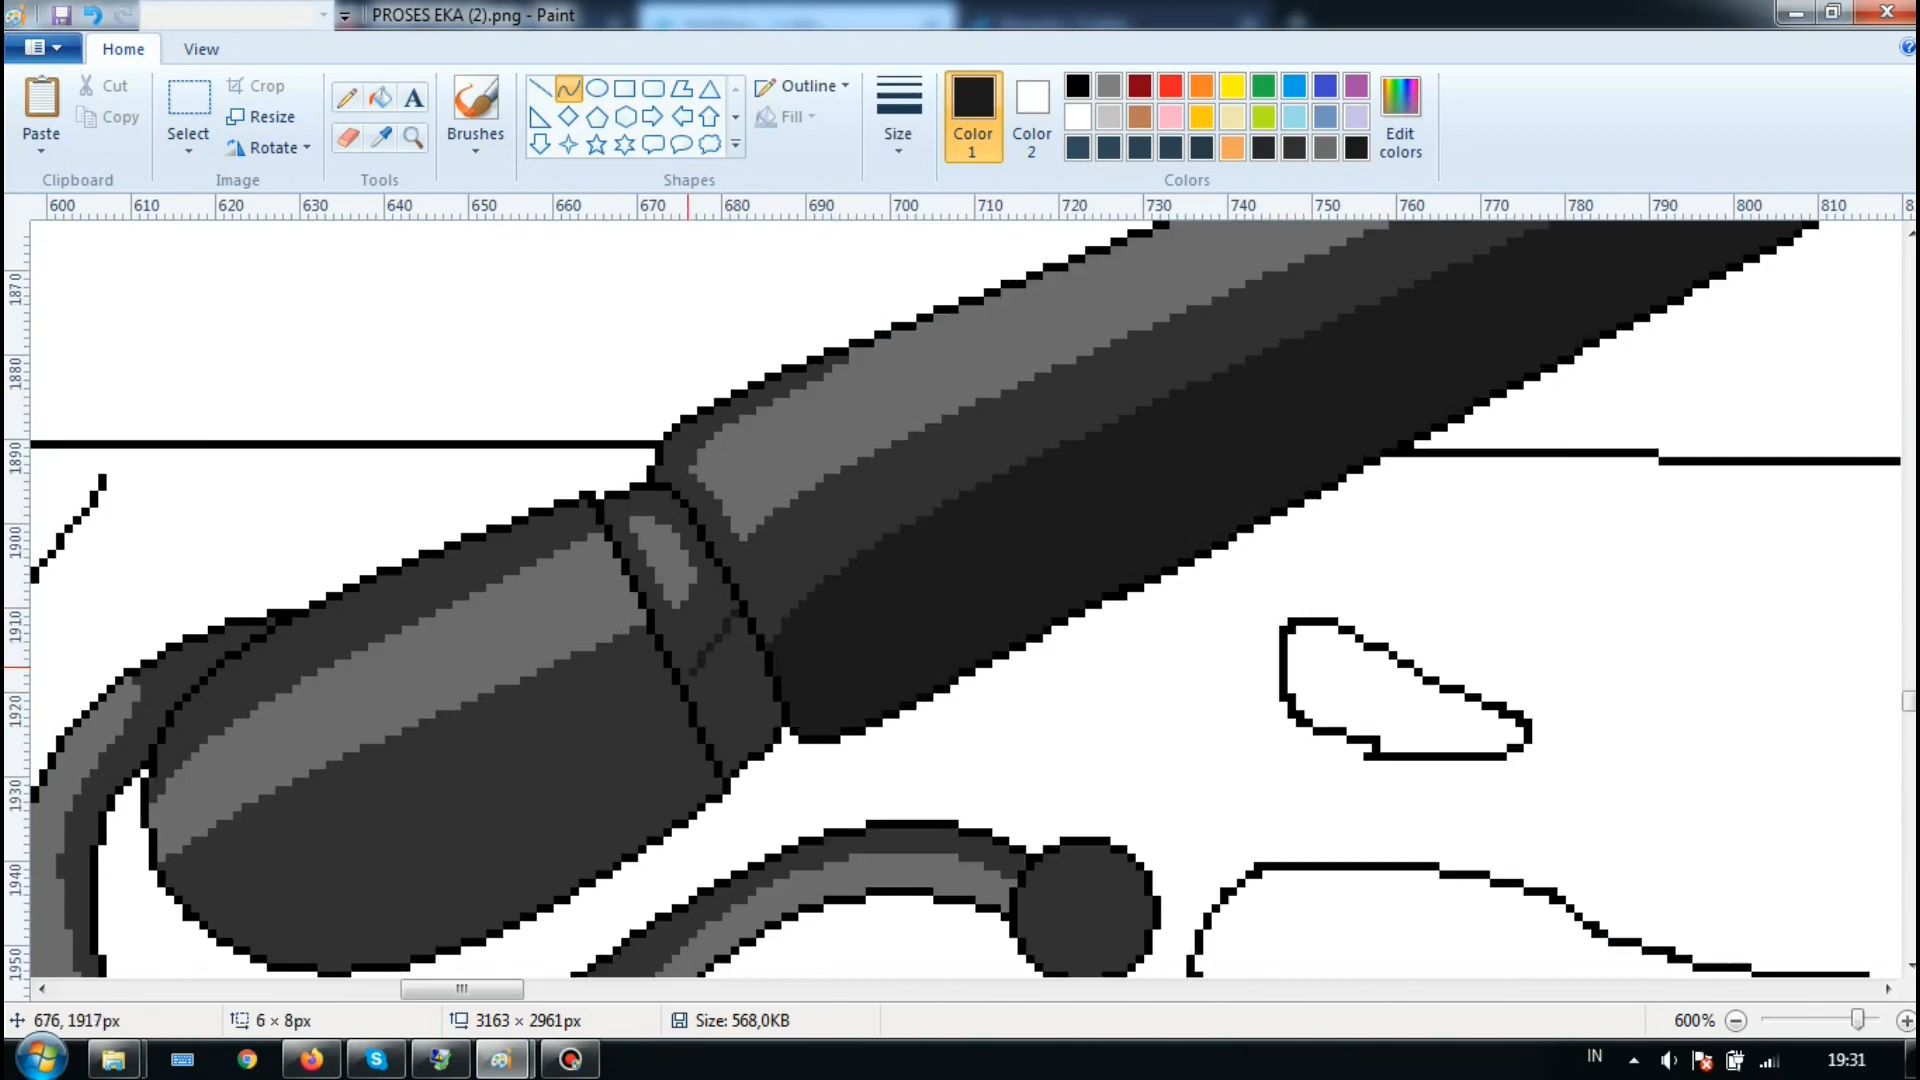 PROSES EKA (2).png - Paint
Home View
Paste Cut Copy Clipboard
Select Crop Resize Rotate Image
A Tools
Brushes
Shapes
Outline Fill
Size
Color 1 Color 2 Edit colors Colors
600 610 620 630 640 650 660 670 680 690 700 710 720 730 740 750 760 770 780 790 800 810 8
1870
1880
1890
1900
1910
1920
1930
1940
1950
676, 1917px 6 × 8px 3163 × 2961px Size: 568,0KB 600%
IN 19:31